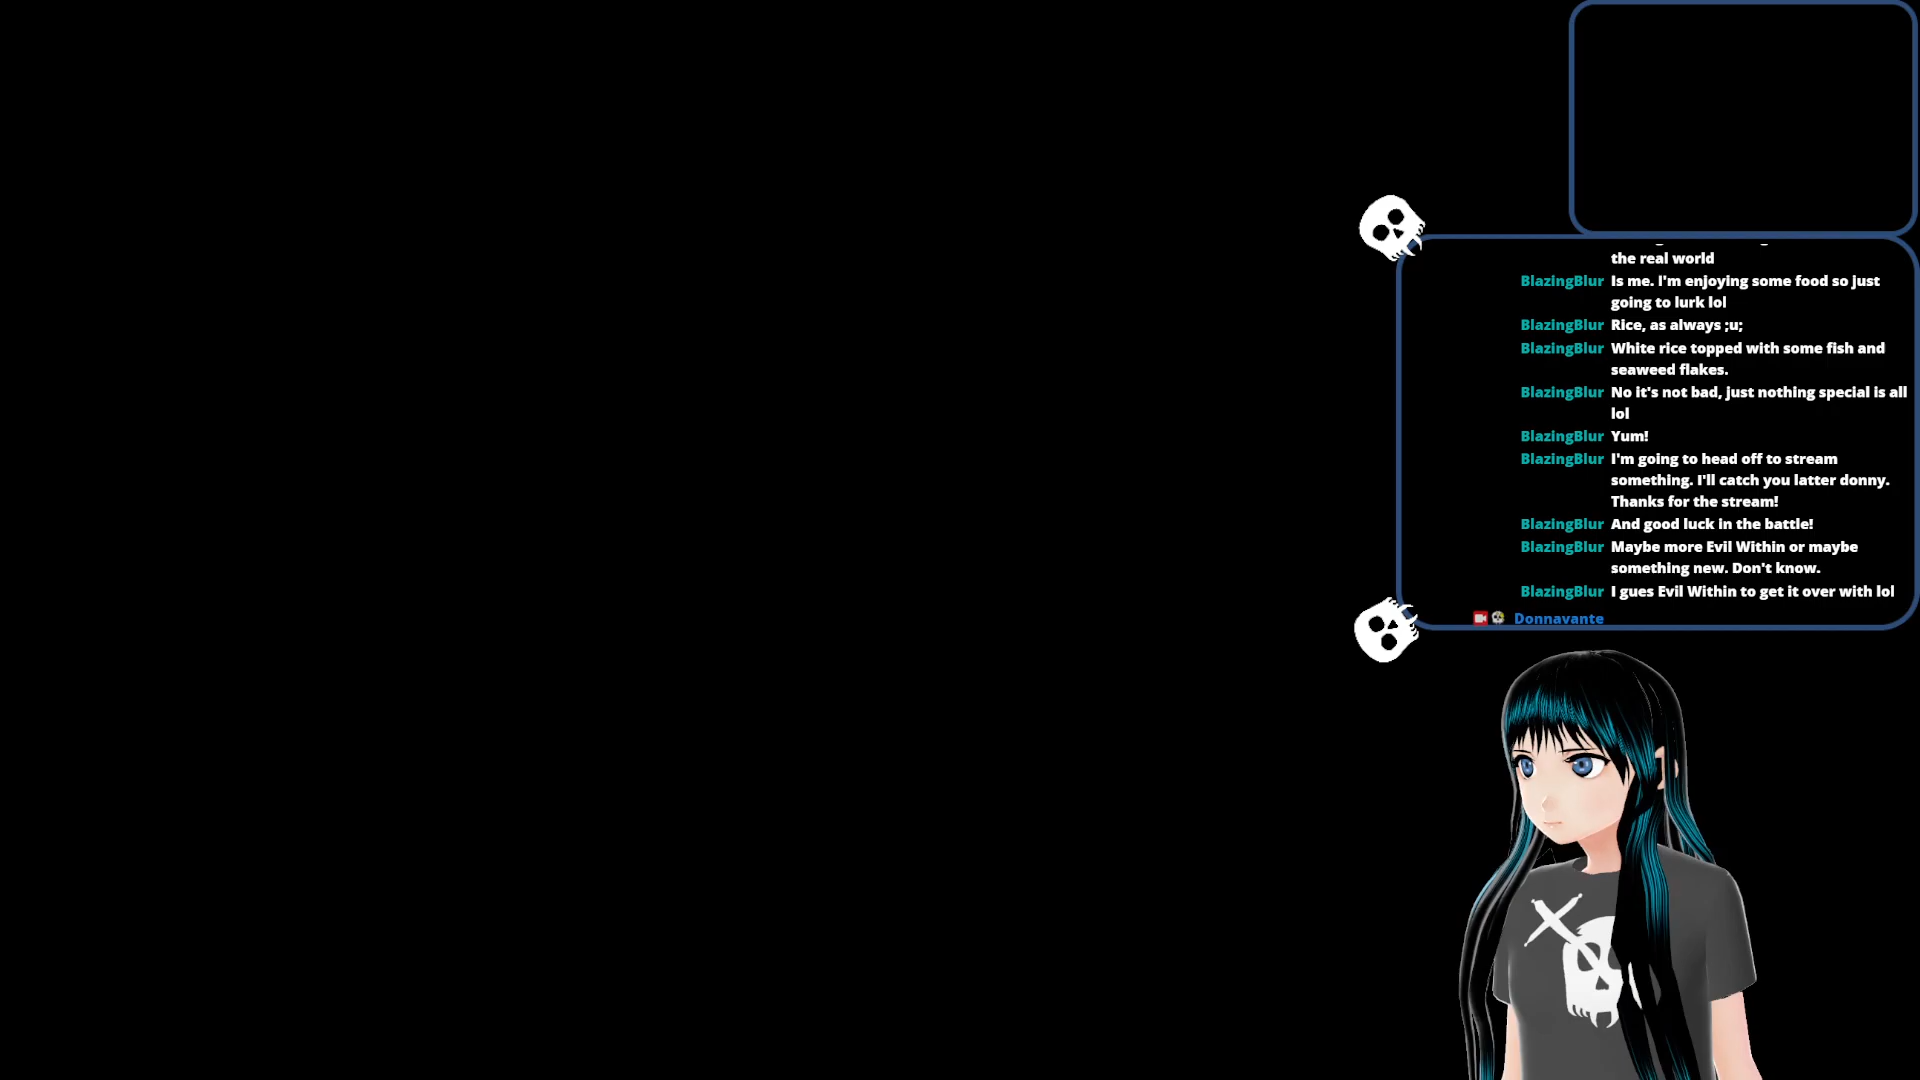 the real world
BlazingBlur Is me. I'm enjoying some food so just
going to lurk lol
BlazingBlur Rice, as always ;u;
BlazingBlur White rice topped with some fish and
seaweed flakes.
BlazingBlur No it's not bad, just nothing special is all
lol
BlazingBlur Yum!
BlazingBlur I'm going to head off to stream
something. I'll catch you latter donny.
Thanks for the stream!
BlazingBlur And good luck in the battle!
BlazingBlur Maybe more Evil Within or maybe
something new. Don't know.
BlazingBlur I gues Evil Within to get it over with lol
Donnavante